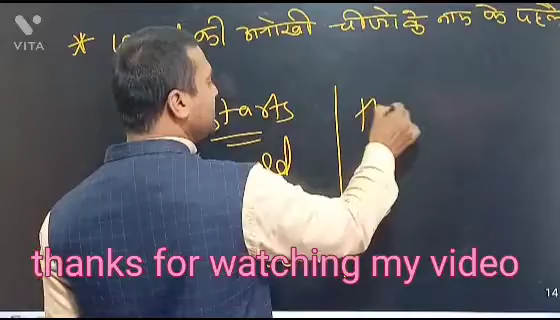 VITA
* की अनोखी चीजों के नाम के पहले
Starts
ed
thanks for watching my video
14